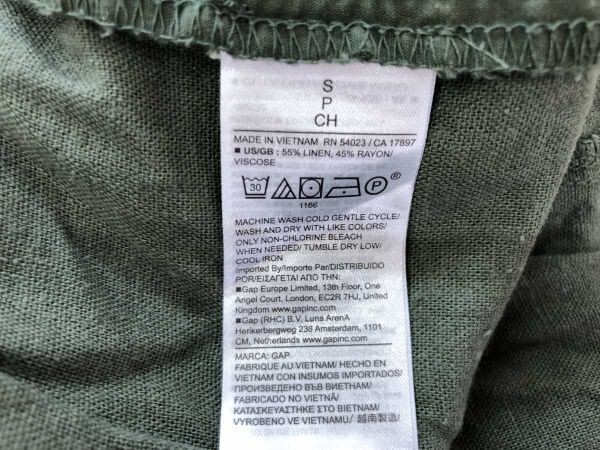 S
P
CH
MADE IN VIETNAM RN 54023 / CA 17897
■ US/GB : 55% LINEN, 45% RAYON/
VISCOSE
30
P
®
1166
MACHINE WASH COLD GENTLE CYCLE/
WASH AND DRY WITH LIKE COLORS/
ONLY NON-CHLORINE BLEACH
WHEN NEEDED/ TUMBLE DRY LOW/
COOL IRON
Imported By/Importe Par/DISTRIBUIDO
POR/ΕΙΣΑΓΕΤΑΙ ΑΠΟ ΤΗΝ:
■Gap Europe Limited, 13th Floor, One
Angel Court, London, EC2R 7HJ, United
Kingdom www.gapinc.com
■Gap (RHC) B.V. Luna ArenA
Herikerbergweg 238 Amsterdam, 1101
CM, Netherlands www.gapinc.com
MARCA: GAP
FABRIQUE AU VIETNAM/ HECHO EN
VIETNAM CON INSUMOS IMPORTADOS/
ПРОИЗВЕДЕНО ВЪВ ВИЕТНАМ/
FABRICADO NO VIETNÃ/
ΚΑΤΑΣΚΕΥΑΣΤΗΚΕ ΣΤΟ ΒΙΕΤΝΑΜ/
VYROBENO VE VIETNAMU/ 越南製造/